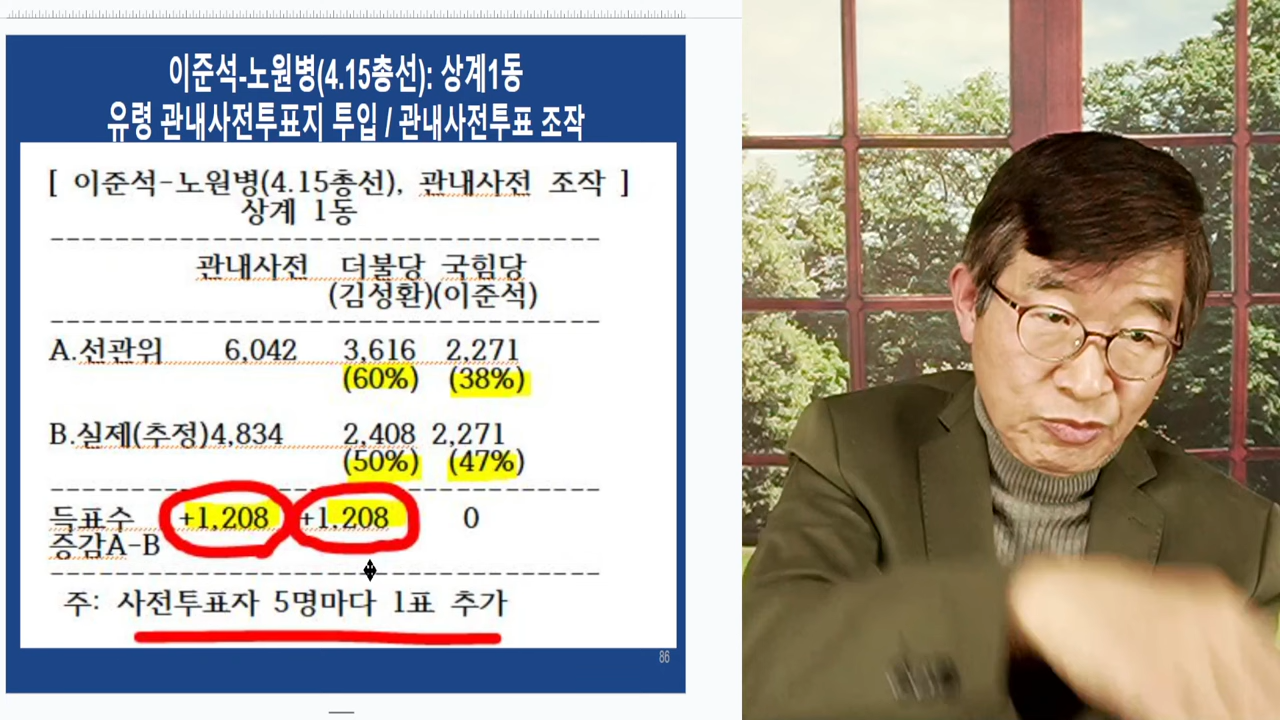 이준석-노원병(4.15총선): 상계1동
유령 관내사전투표지 투입 / 관내사전투표 조작
[ 이준석-노원병(4.15총선), 관내사전 조작 ]
상계 1동
관내사전 더불당 국힘당
(김성환)(이준석)
A.선관위 6,042 3,616 2,271
(60%) (38%)
B.실제(추정)4,834 2,408 2,271
(50%) (47%)
득표수 +1,208 +1,208 0
증감A-B
주: 사전투표자 5명마다 1표 추가
86